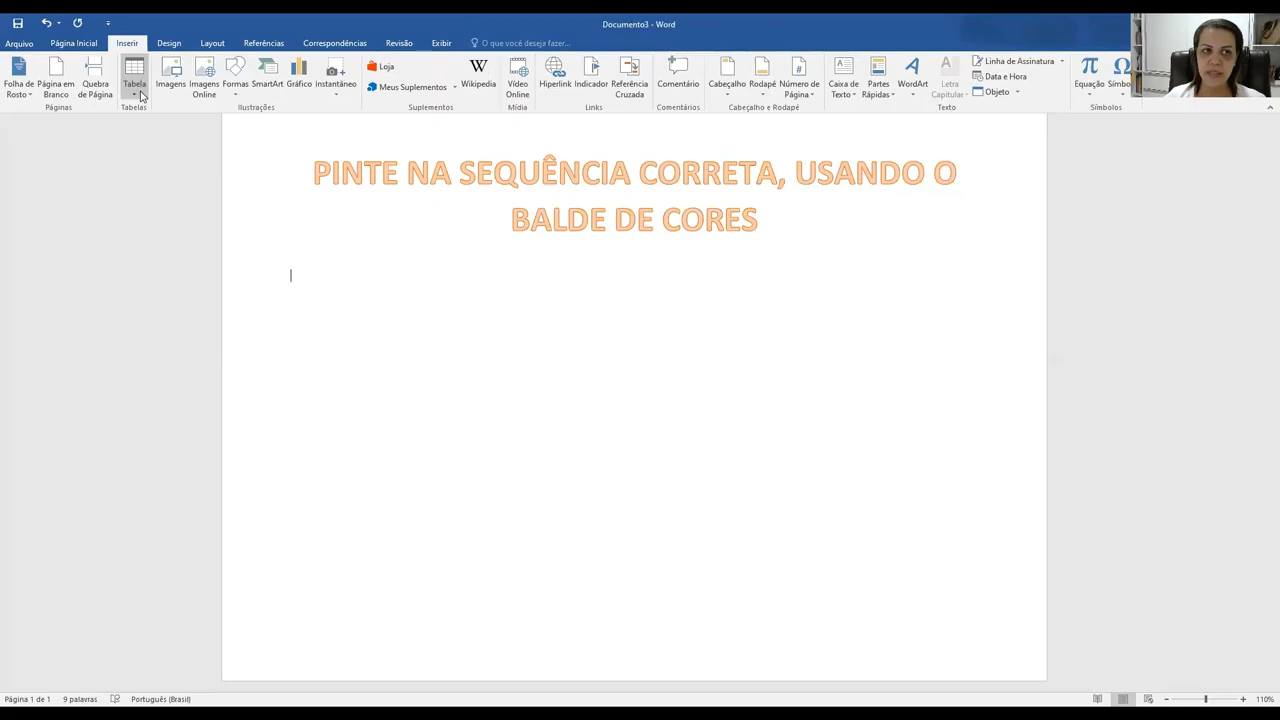 Documento3 - Word
Arquivo Página Inicial Inserir Design Layout Referências Correspondências Revisão Exibir O que você deseja fazer...
Folha de Rosto
Página em Branco
Quebra de Página
Páginas
Tabela
Tabelas
Imagens
Imagens Online
Formas
SmartArt
Gráfico
Instantâneo
Ilustrações
Loja
Meus Suplementos
Wikipedia
Suplementos
Vídeo Online
Mídia
Hiperlink
Indicador
Referência Cruzada
Links
Comentário
Comentários
Cabeçalho
Rodapé
Número de Página
Cabeçalho e Rodapé
Caixa de Texto
Partes Rápidas
WordArt
Letra Capitular
Linha de Assinatura
Data e Hora
Objeto
Texto
Equação
Símbo
Símbolos
PINTE NA SEQUÊNCIA CORRETA, USANDO O
BALDE DE CORES
Página 1 de 1 9 palavras Português (Brasil) 110%